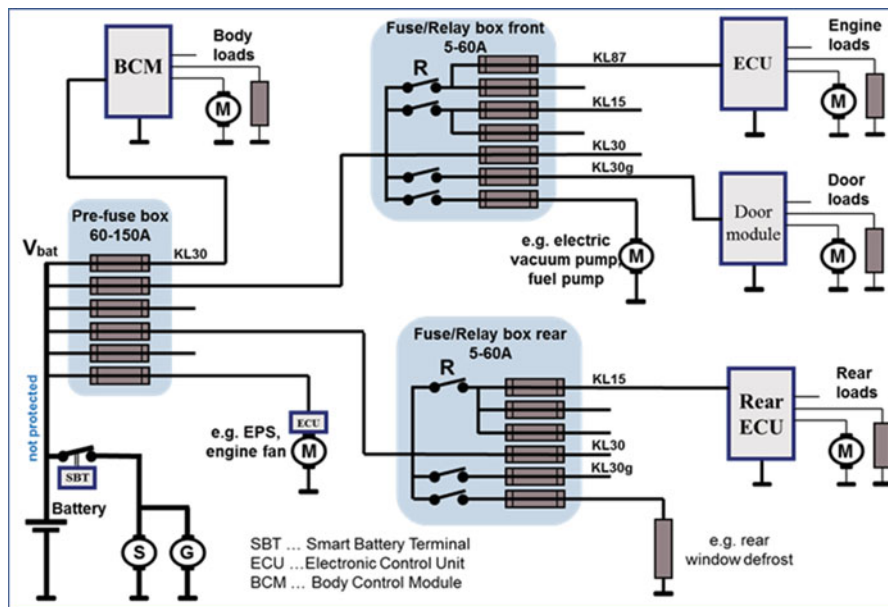 BCM
Body
loads
M
Fuse/Relay box front
5-60A
R
KL87
KL15
KL30
KL30g
ECU
Engine
loads
M
Door
module
Door
loads
M
e.g. electric
vacuum pump,
fuel pump
M
Pre-fuse box
60-150A
Vbat
KL30
not protected
SBT
Battery
S
G
e.g. EPS,
engine fan
ECU
M
Fuse/Relay box rear
5-60A
R
KL15
KL30
KL30g
Rear
ECU
Rear
loads
M
e.g. rear
window defrost
SBT ... Smart Battery Terminal
ECU ...Electronic Control Unit
BCM ... Body Control Module